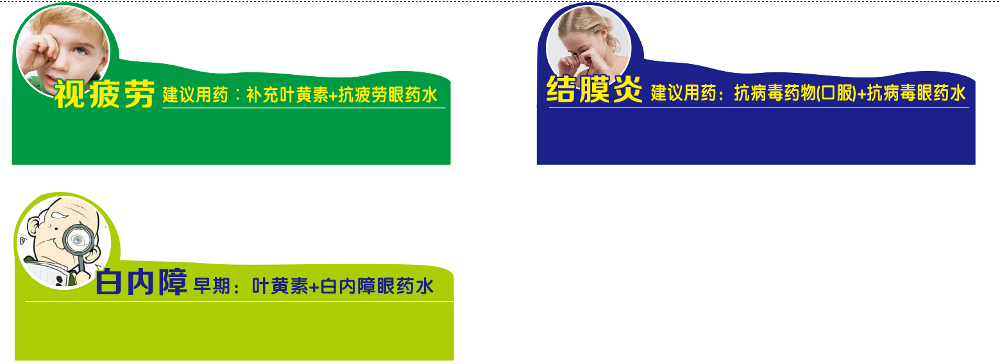 视疲劳 建议用药：补充叶黄素+抗疲劳眼药水
结膜炎 建议用药：抗病毒药物(口服)+抗病毒眼药水
白内障 早期：叶黄素+白内障眼药水